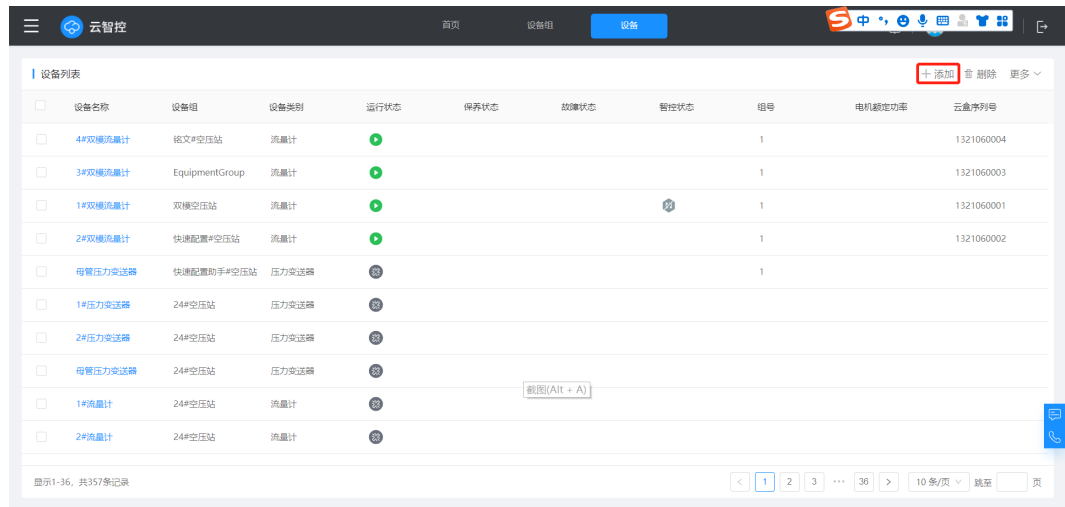 云智控 首页 设备组 设备 中
设备列表 添加 删除 更多
设备名称 设备组 设备类别 运行状态 保养状态 故障状态 智控状态 组号 电机额定功率 云盒序列号
4#双模流量计 铭文#空压站 流量计 1 1321060004
3#双模流量计 EquipmentGroup 流量计 1 1321060003
1#双模流量计 双模空压站 流量计 1 1321060001
2#双模流量计 快速配置#空压站 流量计 1 1321060002
母管压力变送器 快速配置助手#空压站 压力变送器 1
1#压力变送器 24#空压站 压力变送器
2#压力变送器 24#空压站 压力变送器
母管压力变送器 24#空压站 压力变送器
截图(Alt + A)
1#流量计 24#空压站 流量计
2#流量计 24#空压站 流量计
显示1-36, 共357条记录 < 1 2 3 ··· 36 > 10 条/页 跳至 页